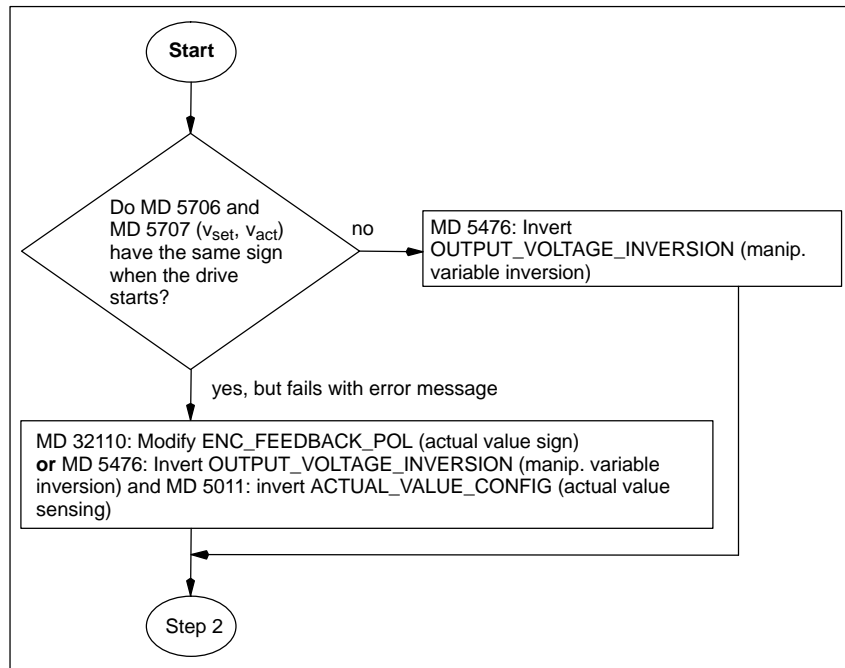 Start
Do MD 5706 and
MD 5707 (vset, vact)
have the same sign
when the drive
starts?
no
MD 5476: Invert
OUTPUT_VOLTAGE_INVERSION (manip.
variable inversion)
yes, but fails with error message
MD 32110: Modify ENC_FEEDBACK_POL (actual value sign)
or MD 5476: Invert OUTPUT_VOLTAGE_INVERSION (manip. variable
inversion) and MD 5011: invert ACTUAL_VALUE_CONFIG (actual value
sensing)
Step 2